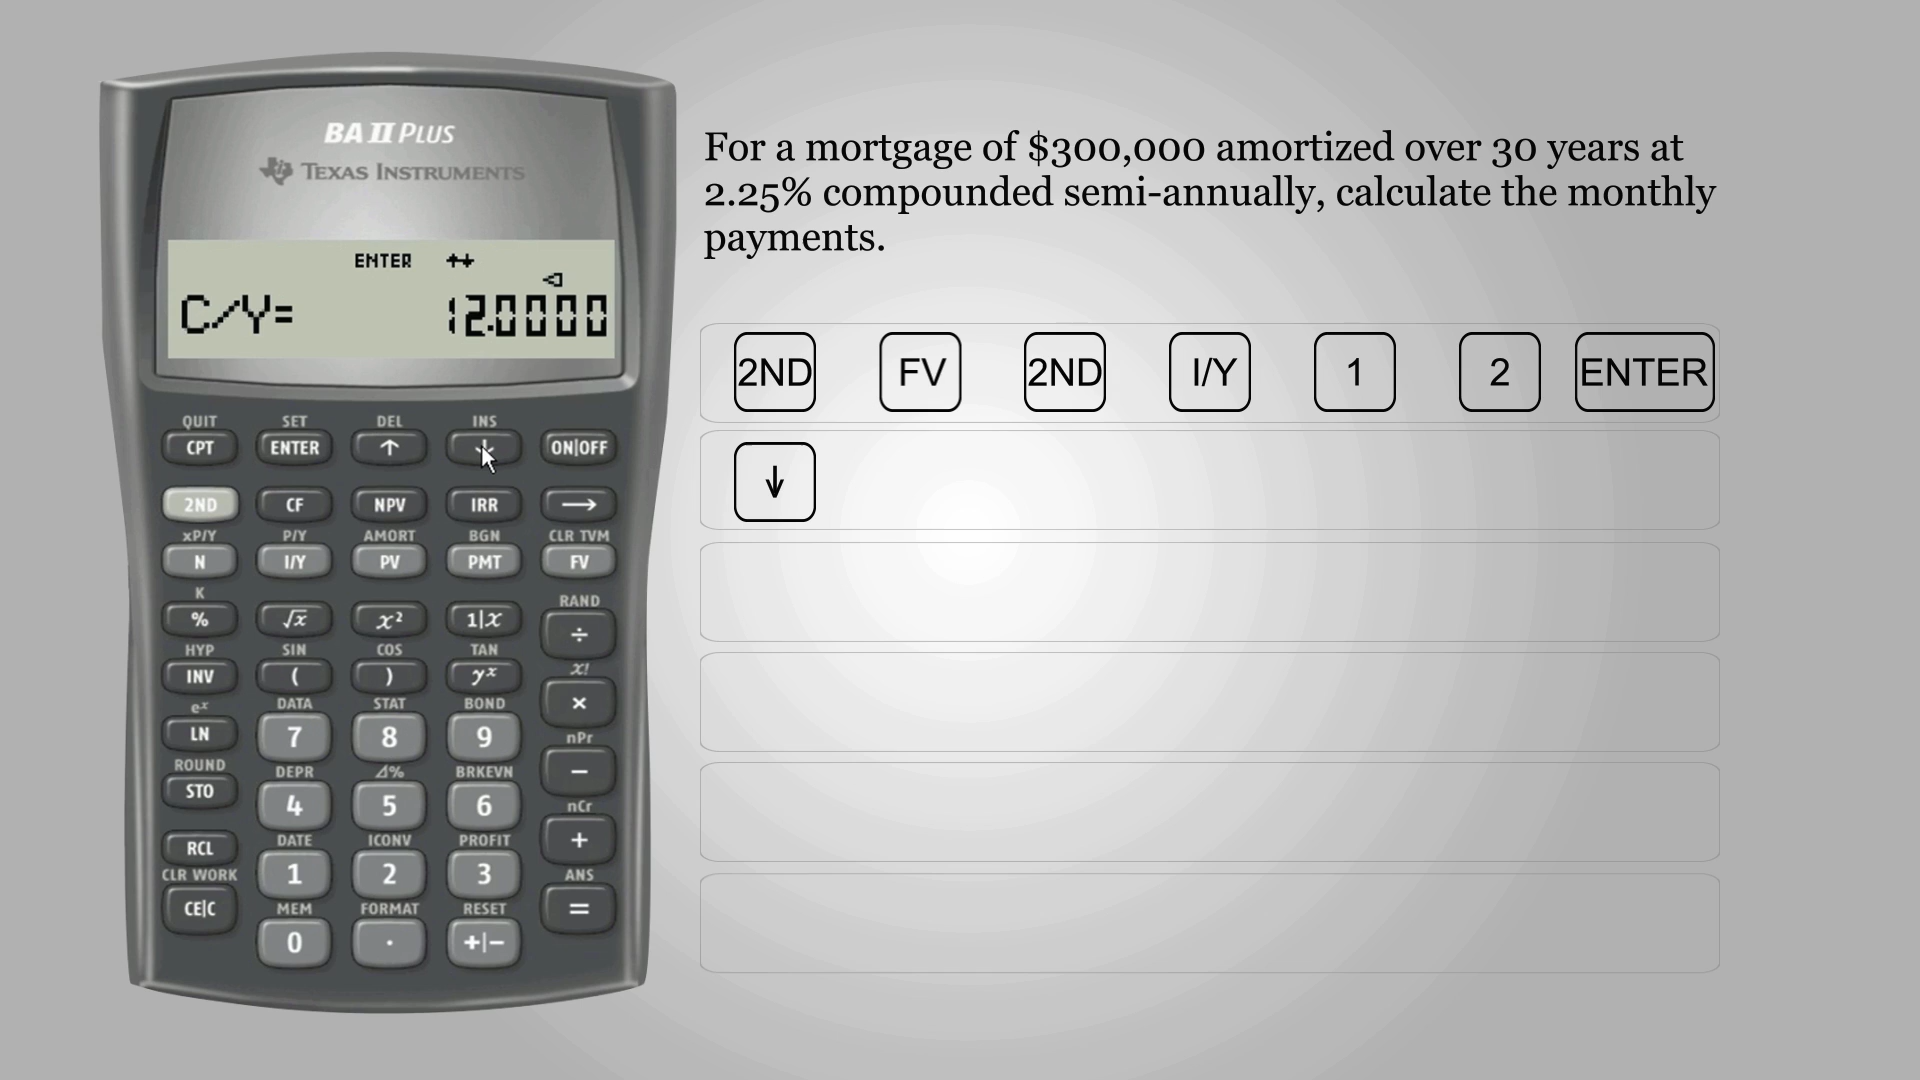 BA II PLUS
TEXAS INSTRUMENTS
ENTER ↑↓
◁
C/Y= 12.0000
For a mortgage of $300,000 amortized over 30 years at
2.25% compounded semi-annually, calculate the monthly
payments.
2ND FV 2ND I/Y 1 2 ENTER
↓
QUIT SET DEL INS
CPT ENTER ↑ ↓ ON|OFF
2ND CF NPV IRR →
xP/Y P/Y AMORT BGN CLR TVM
N I/Y PV PMT FV
K RAND
% √x x² 1|x ÷
HYP SIN COS TAN x!
INV ( ) yˣ ×
eˣ DATA STAT BOND nPr
LN 7 8 9 −
ROUND DEPR Δ% BRKEVN nCr
STO 4 5 6 +
DATE ICONV PROFIT
RCL 1 2 3
CLR WORK MEM FORMAT RESET ANS
CE|C 0 . +|− =